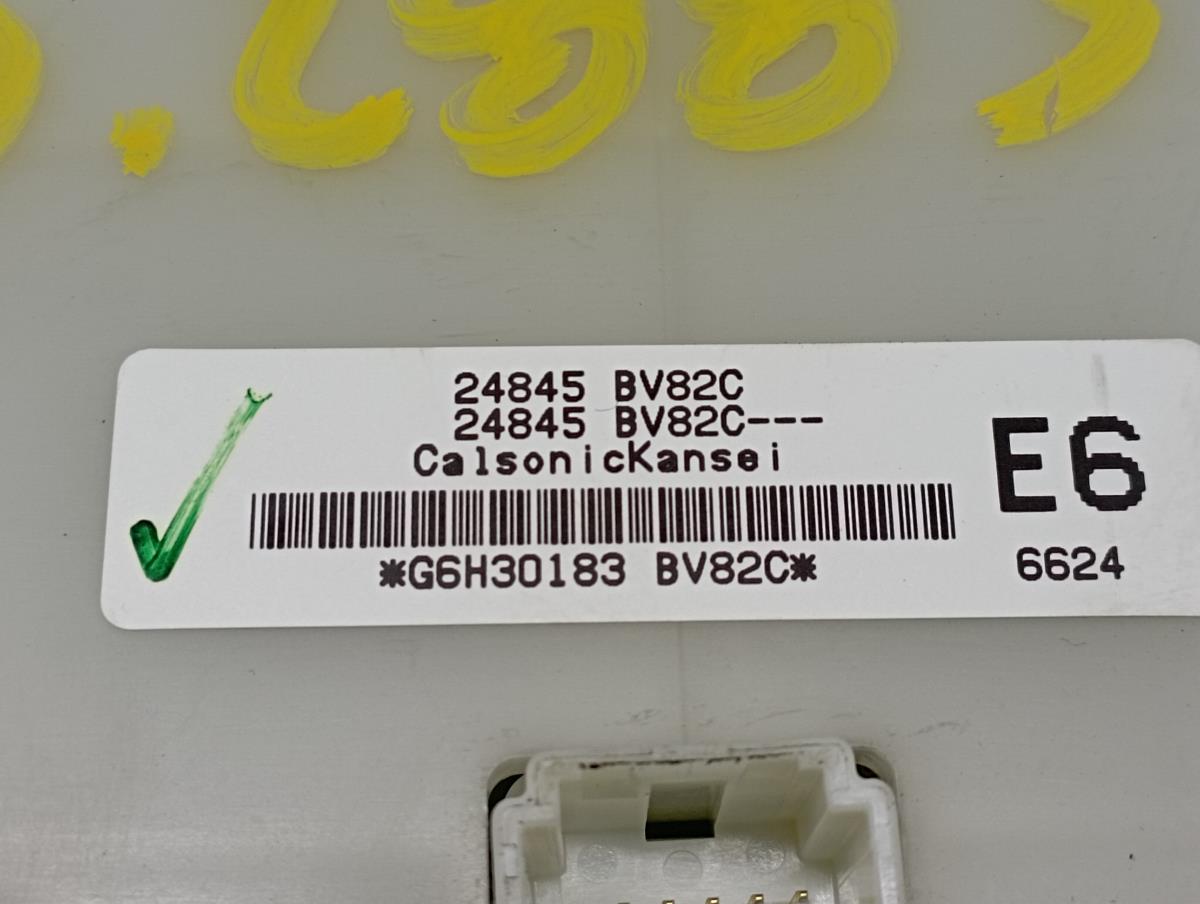 24845 BV82C
24845 BV82C---
CalsonicKansei
*G6H30183 BV82C*
E6
6624